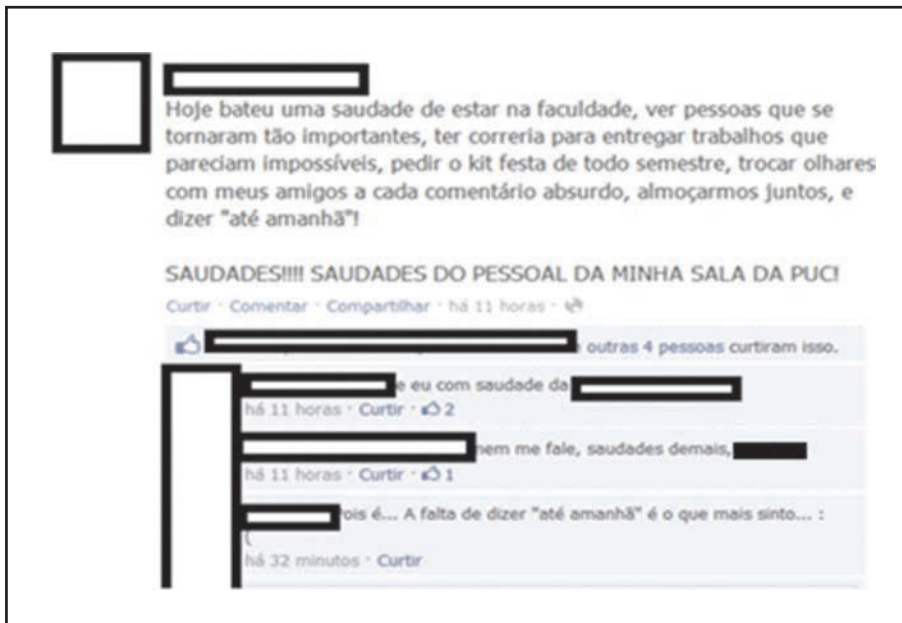 Hoje bateu uma saudade de estar na faculdade, ver pessoas que se
tornaram tão importantes, ter correria para entregar trabalhos que
pareciam impossíveis, pedir o kit festa de todo semestre, trocar olhares
com meus amigos a cada comentário absurdo, almoçarmos juntos, e
dizer "até amanhã"!
SAUDADES!!!! SAUDADES DO PESSOAL DA MINHA SALA DA PUC!
Curtir · Comentar · Compartilhar · há 11 horas ·
outras 4 pessoas curtiram isso.
e eu com saudade da
há 11 horas · Curtir · 2
nem me fale, saudades demais,
há 11 horas · Curtir · 1
é... A falta de dizer "até amanhã" é o que mais sinto... :
(
há 32 minutos · Curtir